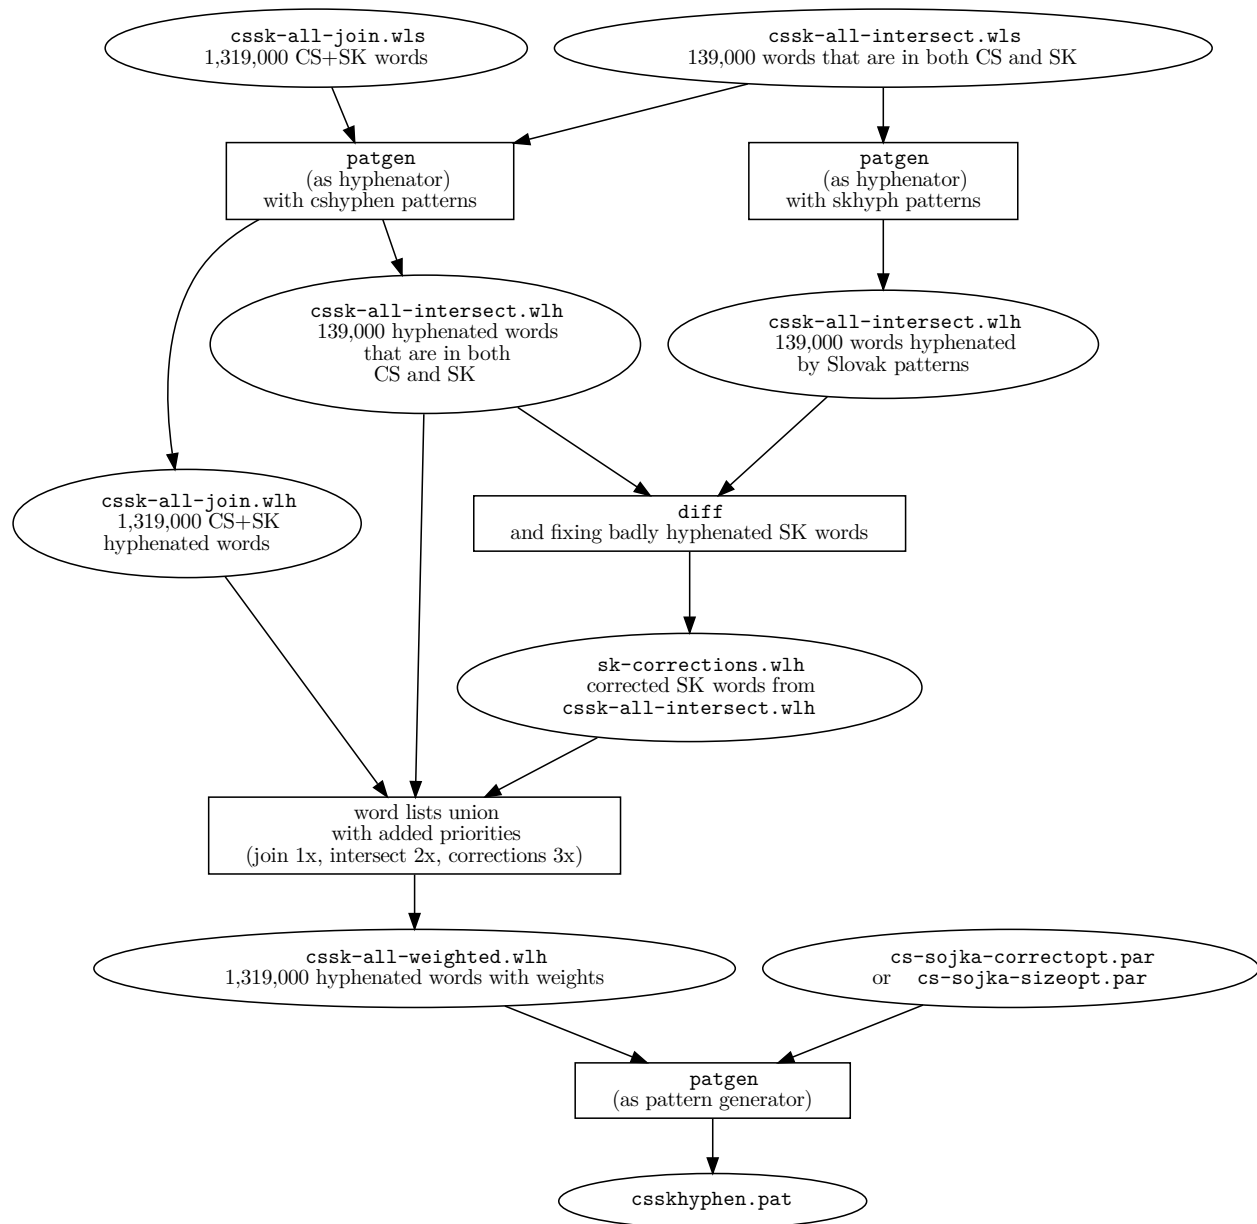 cssk-all-join.wls
1,319,000 CS+SK words
cssk-all-intersect.wls
139,000 words that are in both CS and SK
patgen
(as hyphenator)
with cshyphen patterns
patgen
(as hyphenator)
with skhyph patterns
cssk-all-intersect.wlh
139,000 hyphenated words
that are in both
CS and SK
cssk-all-intersect.wlh
139,000 words hyphenated
by Slovak patterns
cssk-all-join.wlh
1,319,000 CS+SK
hyphenated words
diff
and fixing badly hyphenated SK words
sk-corrections.wlh
corrected SK words from
cssk-all-intersect.wlh
word lists union
with added priorities
(join 1x, intersect 2x, corrections 3x)
cssk-all-weighted.wlh
1,319,000 hyphenated words with weights
cs-sojka-correctopt.par
or cs-sojka-sizeopt.par
patgen
(as pattern generator)
csskhyphen.pat